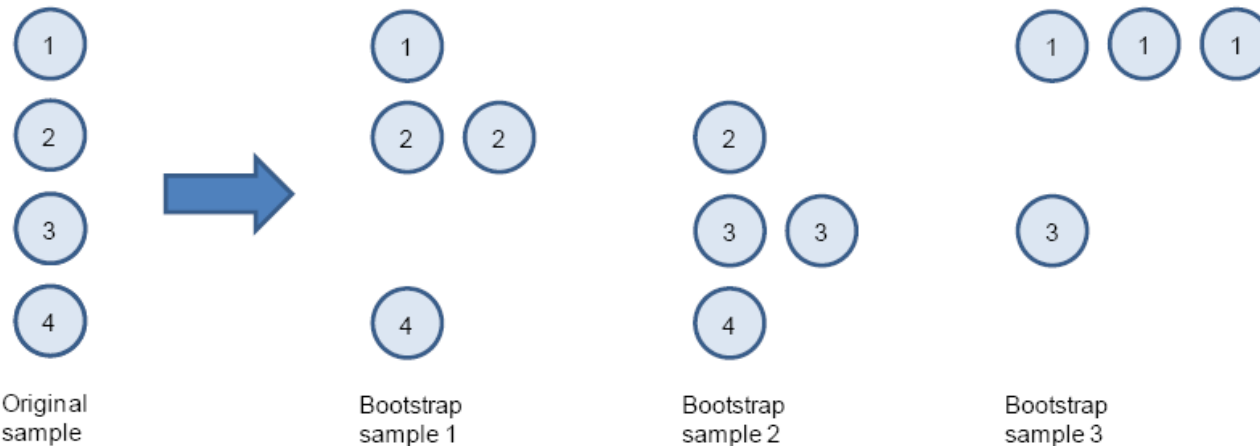 1 1 1 1 1
2 2 2 2
3 3 3 3
4 4 4
Original Bootstrap Bootstrap Bootstrap
sample sample 1 sample 2 sample 3